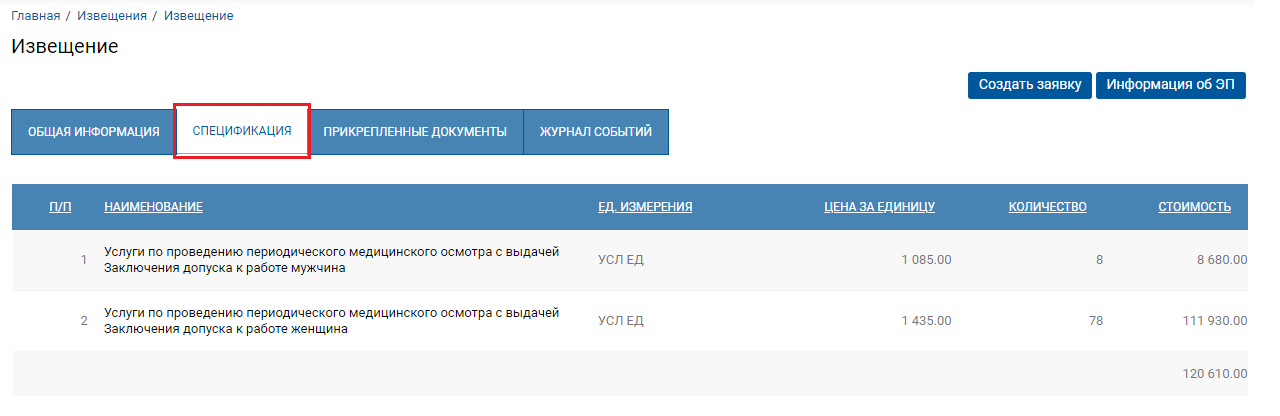 Главная / Извещения / Извещение
Извещение
Создать заявку Информация об ЭП
ОБЩАЯ ИНФОРМАЦИЯ СПЕЦИФИКАЦИЯ ПРИКРЕПЛЕННЫЕ ДОКУМЕНТЫ ЖУРНАЛ СОБЫТИЙ
П/П НАИМЕНОВАНИЕ ЕД. ИЗМЕРЕНИЯ ЦЕНА ЗА ЕДИНИЦУ КОЛИЧЕСТВО СТОИМОСТЬ
Услуги по проведению периодического медицинского осмотра с выдачей
1 Заключения допуска к работе мужчина УСЛ ЕД 1 085.00 8 8 680.00
Услуги по проведению периодического медицинского осмотра с выдачей
2 Заключения допуска к работе женщина УСЛ ЕД 1 435.00 78 111 930.00
120 610.00